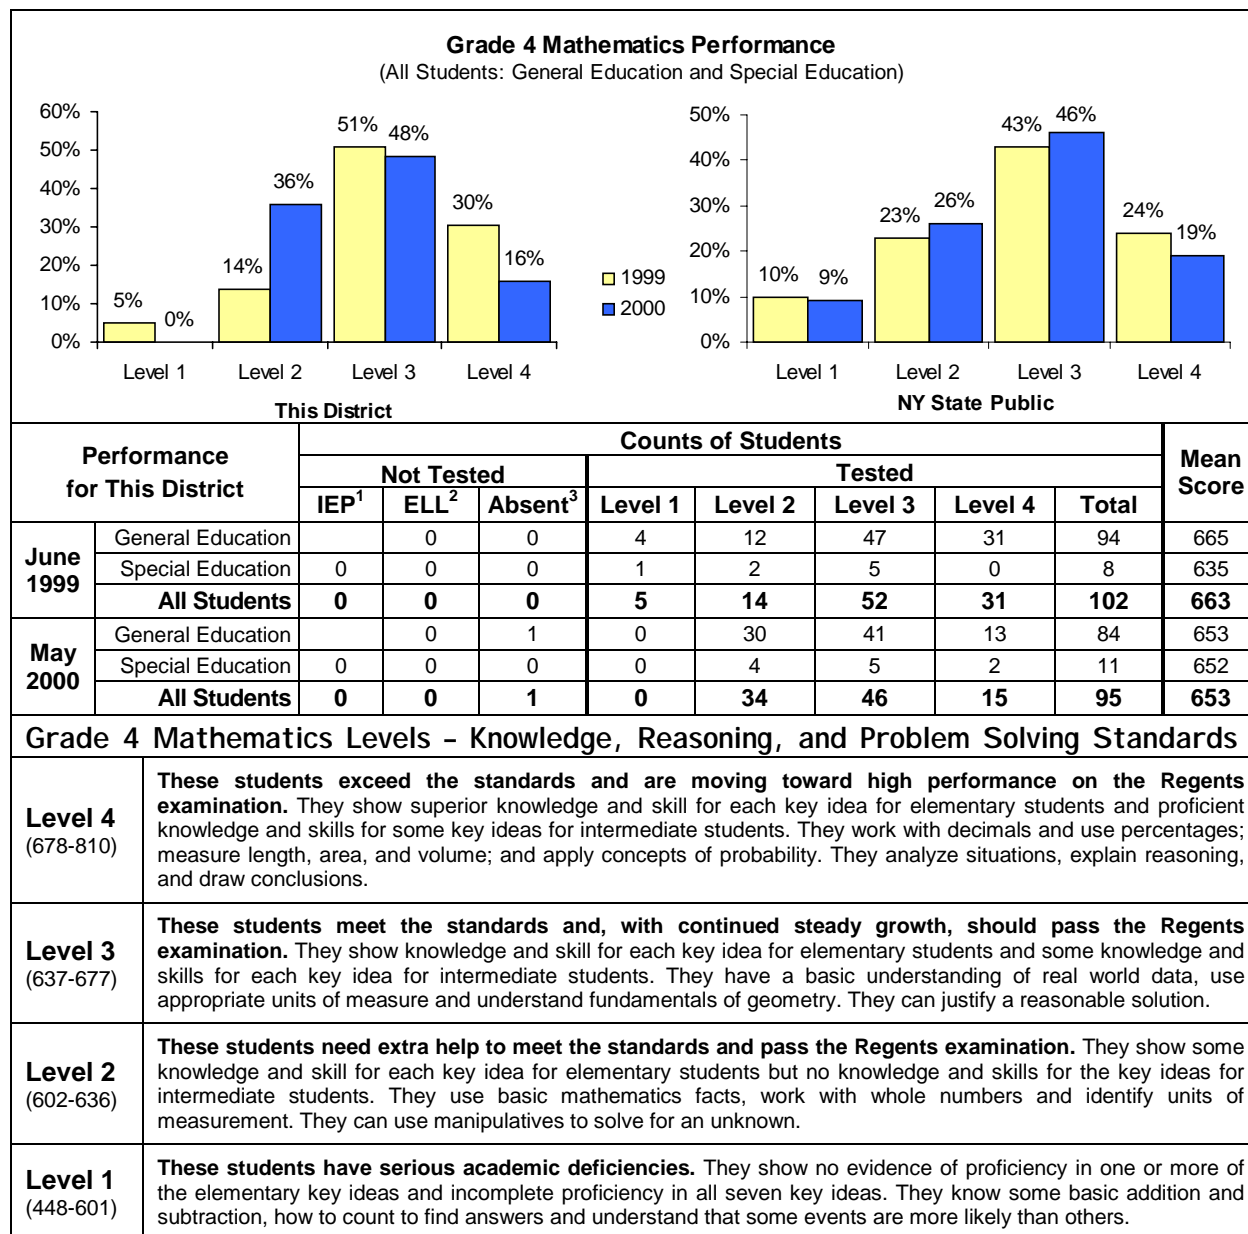 Grade 4 Mathematics Performance
(All Students: General Education and Special Education)
60%
50%
40%
30%
20%
10%
0%
5%
0%
14%
36%
51%
48%
30%
16%
Level 1 Level 2 Level 3 Level 4
This District
1999
2000
50%
40%
30%
20%
10%
0%
10%
9%
23%
26%
43%
46%
24%
19%
Level 1 Level 2 Level 3 Level 4
NY State Public
Performance for This District
Counts of Students
Mean Score
Not Tested Tested
IEP1 ELL2 Absent3 Level 1 Level 2 Level 3 Level 4 Total
June 1999
General Education 0 0 4 12 47 31 94 665
Special Education 0 0 0 1 2 5 0 8 635
All Students 0 0 0 5 14 52 31 102 663
May 2000
General Education 0 1 0 30 41 13 84 653
Special Education 0 0 0 0 4 5 2 11 652
All Students 0 0 1 0 34 46 15 95 653
Grade 4 Mathematics Levels – Knowledge, Reasoning, and Problem Solving Standards
Level 4
(678-810)
These students exceed the standards and are moving toward high performance on the Regents
examination. They show superior knowledge and skill for each key idea for elementary students and proficient
knowledge and skills for some key ideas for intermediate students. They work with decimals and use percentages;
measure length, area, and volume; and apply concepts of probability. They analyze situations, explain reasoning,
and draw conclusions.
Level 3
(637-677)
These students meet the standards and, with continued steady growth, should pass the Regents
examination. They show knowledge and skill for each key idea for elementary students and some knowledge and
skills for each key idea for intermediate students. They have a basic understanding of real world data, use
appropriate units of measure and understand fundamentals of geometry. They can justify a reasonable solution.
Level 2
(602-636)
These students need extra help to meet the standards and pass the Regents examination. They show some
knowledge and skill for each key idea for elementary students but no knowledge and skills for the key ideas for
intermediate students. They use basic mathematics facts, work with whole numbers and identify units of
measurement. They can use manipulatives to solve for an unknown.
Level 1
(448-601)
These students have serious academic deficiencies. They show no evidence of proficiency in one or more of
the elementary key ideas and incomplete proficiency in all seven key ideas. They know some basic addition and
subtraction, how to count to find answers and understand that some events are more likely than others.